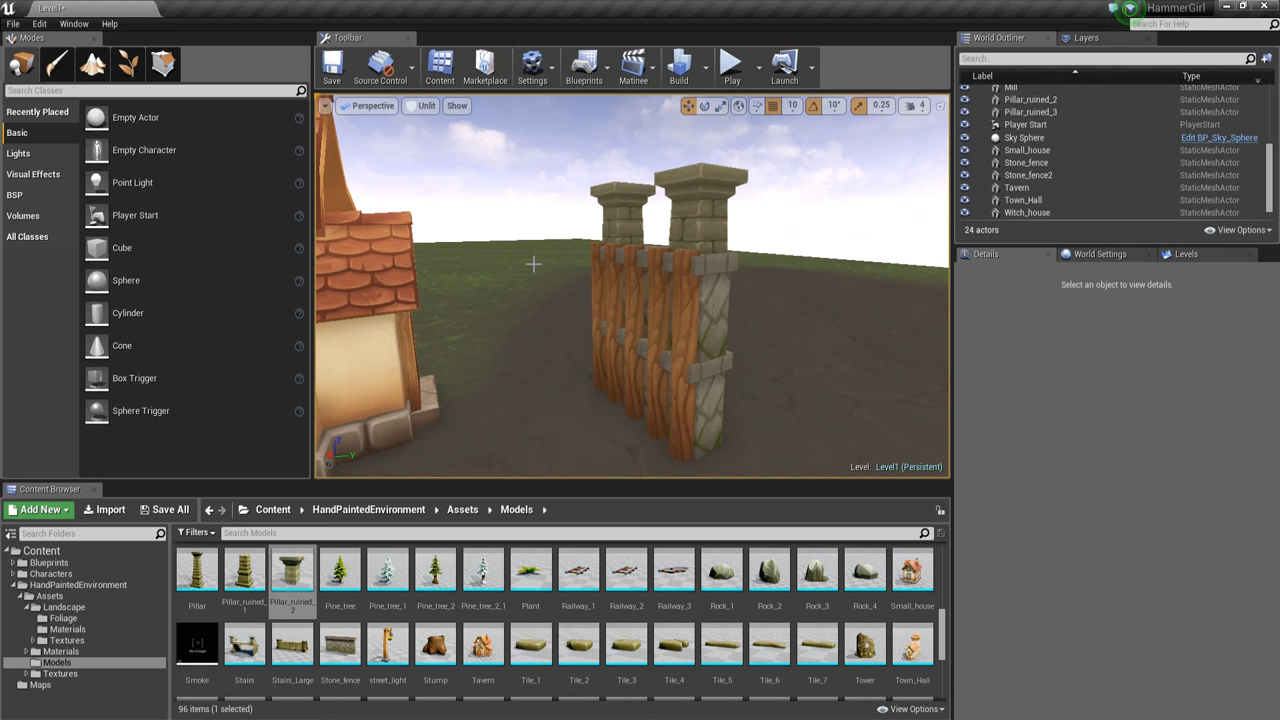 Level1*
HammerGirl
File Edit Window Help
Search For Help
Modes
Toolbar
World Outliner
Layers
Save
Source Control
Content
Marketplace
Settings
Blueprints
Matinee
Build
Play
Launch
Search...
Label
Type
Search Classes
Perspective
Unlit
Show
10
10°
0.25
4
Recently Placed
Basic
Lights
Visual Effects
BSP
Volumes
All Classes
Empty Actor
Empty Character
Point Light
Player Start
Cube
Sphere
Cylinder
Cone
Box Trigger
Sphere Trigger
Mill StaticMeshActor
Pillar_ruined_2 StaticMeshActor
Pillar_ruined_3 StaticMeshActor
Player Start PlayerStart
Sky Sphere Edit BP_Sky_Sphere
Small_house StaticMeshActor
Stone_fence StaticMeshActor
Stone_fence2 StaticMeshActor
Tavern StaticMeshActor
Town_Hall StaticMeshActor
Witch_house StaticMeshActor
24 actors
View Options
Details
World Settings
Levels
Select an object to view details.
Z
Y
Level: Level1 (Persistent)
Content Browser
Add New
Import
Save All
Content
HandPaintedEnvironment
Assets
Models
Search Folders
Filters
Search Models
Content
Blueprints
Characters
HandPaintedEnvironment
Assets
Landscape
Foliage
Materials
Textures
Materials
Models
Textures
Maps
Pillar
Pillar_ruined_
1
Pillar_ruined_
2
Pine_tree
Pine_tree_1
Pine_tree_2
Pine_tree_2_1
Plant
Railway_1
Railway_2
Railway_3
Rock_1
Rock_2
Rock_3
Rock_4
Small_house
Smoke
Stairs
Stairs_Large
Stone_fence
street_light
Stump
Tavern
Tile_1
Tile_2
Tile_3
Tile_4
Tile_5
Tile_6
Tile_7
Tower
Town_Hall
96 items (1 selected)
View Options